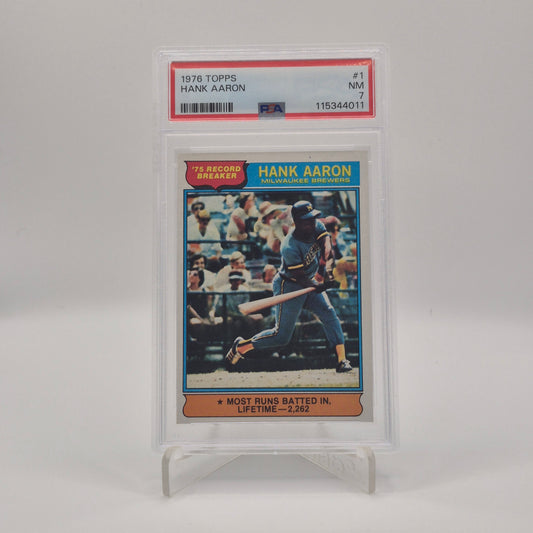 1976 TOPPS #1
HANK AARON NM
7
PSA 115344011
'75 RECORD
BREAKER
HANK AARON
MILWAUKEE BREWERS
★ MOST RUNS BATTED IN,
LIFETIME—2,262